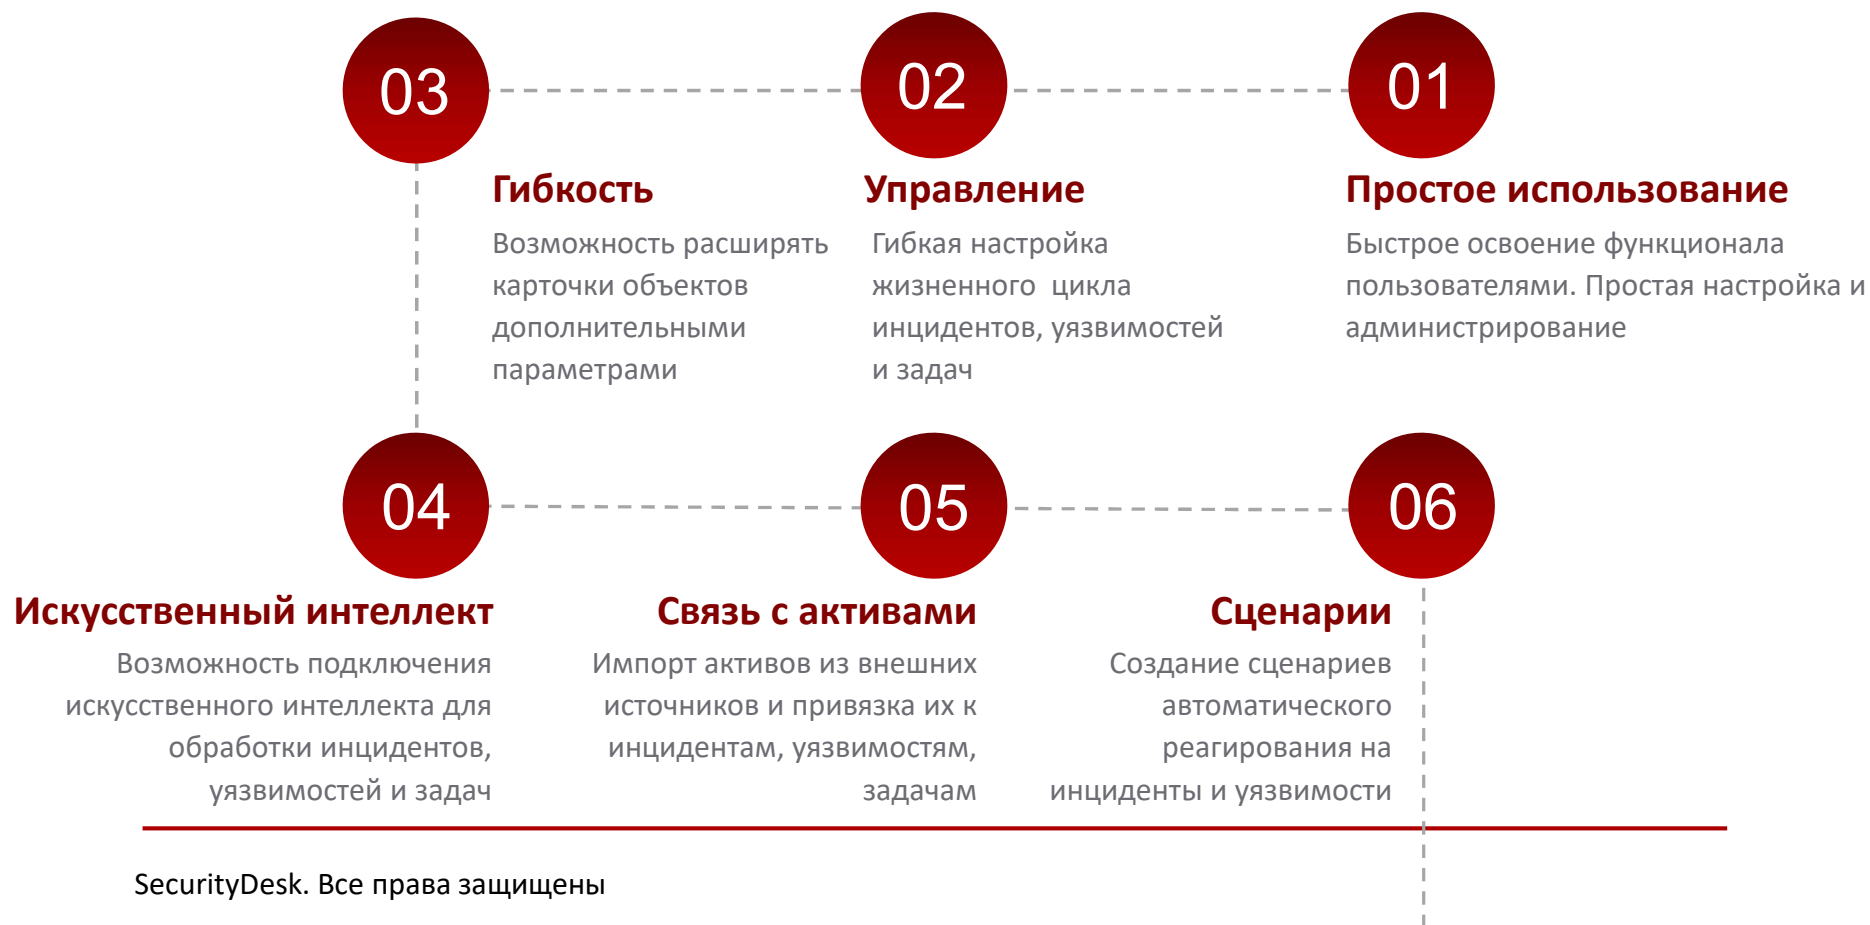 03
02
01
Гибкость
Возможность расширять
карточки объектов
дополнительными
параметрами
Управление
Гибкая настройка
жизненного цикла
инцидентов, уязвимостей
и задач
Простое использование
Быстрое освоение функционала
пользователями. Простая настройка и
администрирование
04
05
06
Искусственный интеллект
Возможность подключения
искусственного интеллекта для
обработки инцидентов,
уязвимостей и задач
Связь с активами
Импорт активов из внешних
источников и привязка их к
инцидентам, уязвимостям,
задачам
Сценарии
Создание сценариев
автоматического
реагирования на
инциденты и уязвимости
SecurityDesk. Все права защищены